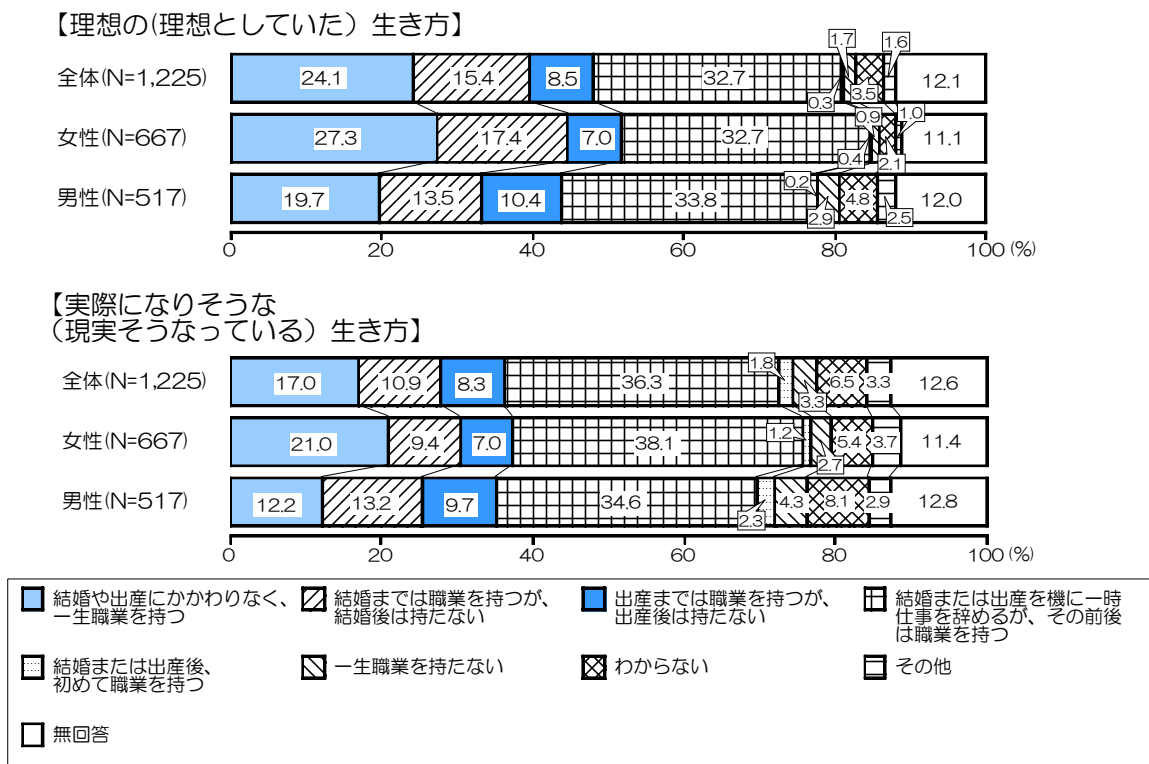 【理想の(理想としていた）生き方】
全体(N=1,225) 24.1 15.4 8.5 32.7 0.3 1.7 3.5 1.6 12.1
女性(N=667) 27.3 17.4 7.0 32.7 0.4 0.9 2.1 1.0 11.1
男性(N=517) 19.7 13.5 10.4 33.8 0.2 2.9 4.8 2.5 12.0
0 20 40 60 80 100 (%)
【実際になりそうな
（現実そうなっている）生き方】
全体(N=1,225) 17.0 10.9 8.3 36.3 1.8 3.3 6.5 3.3 12.6
女性(N=667) 21.0 9.4 7.0 38.1 1.2 2.7 5.4 3.7 11.4
男性(N=517) 12.2 13.2 9.7 34.6 2.3 4.3 8.1 2.9 12.8
0 20 40 60 80 100 (%)
結婚や出産にかかわりなく、
一生職業を持つ
結婚までは職業を持つが、
結婚後は持たない
出産までは職業を持つが、
出産後は持たない
結婚または出産を機に一時
仕事を辞めるが、その前後
は職業を持つ
結婚または出産後、
初めて職業を持つ
一生職業を持たない
わからない
その他
無回答